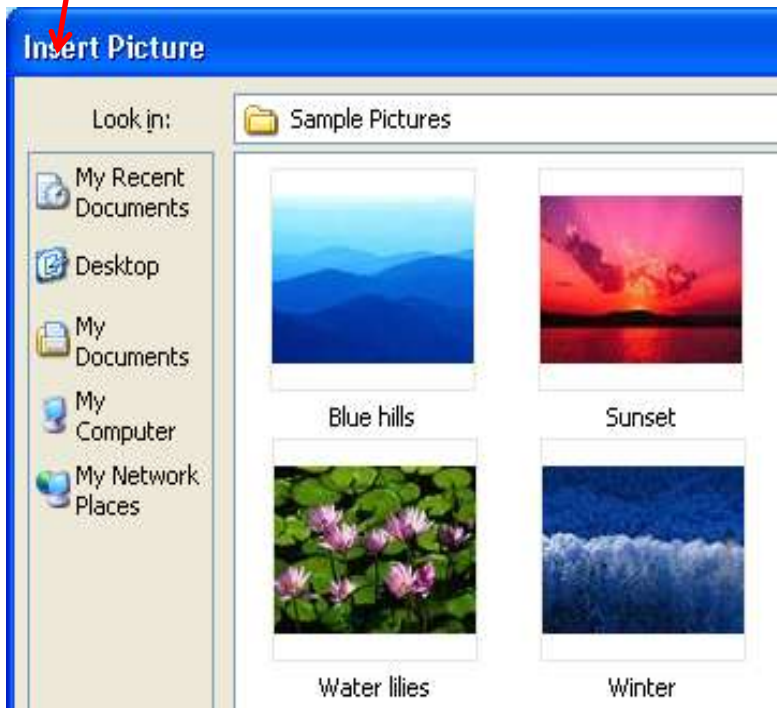 Insert Picture
Look in:
Sample Pictures
My Recent
Documents
Desktop
My
Documents
My
Computer
My Network
Places
Blue hills
Sunset
Water lilies
Winter